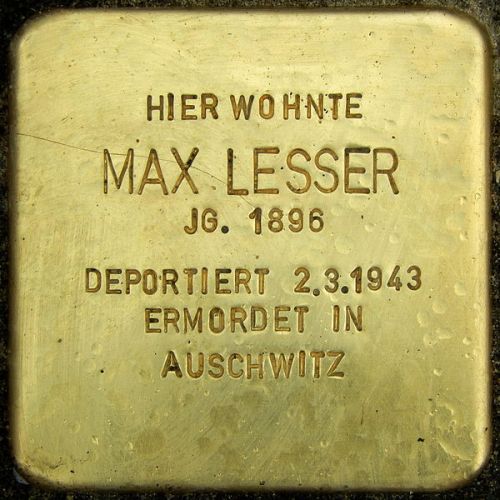 HIER WOHNTE
MAX LESSER
JG. 1896
DEPORTIERT 2.3.1943
ERMORDET IN
AUSCHWITZ